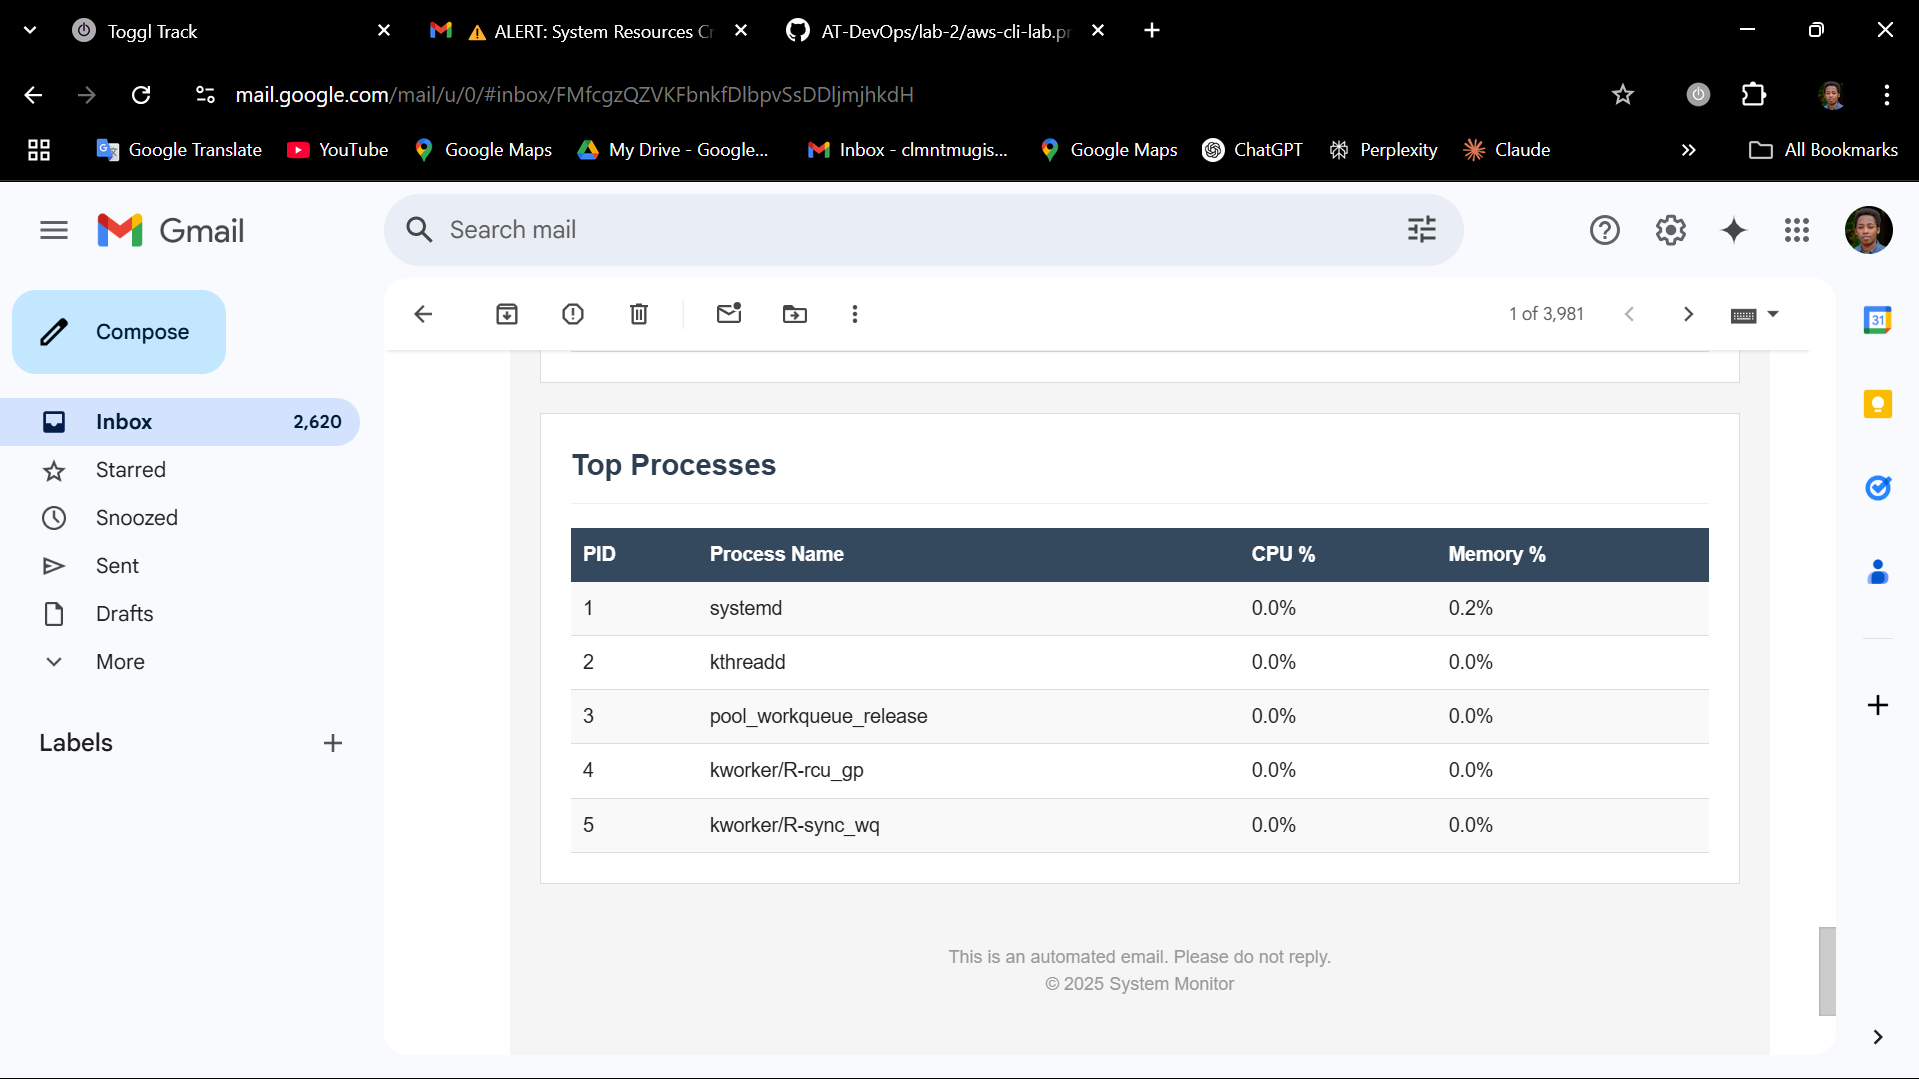 Toggl Track
ALERT: System Resources Cr
AT-DevOps/lab-2/aws-cli-lab.pr
mail.google.com/mail/u/0/#inbox/FMfcgzQZVKFbnkfDlbpvSsDDljmjhkdH
Google Translate
YouTube
Google Maps
My Drive - Google...
Inbox - clmntmugis...
Google Maps
ChatGPT
Perplexity
Claude
All Bookmarks
Gmail
Search mail
Compose
1 of 3,981
Inbox 2,620
Starred
Snoozed
Sent
Drafts
More
Labels
31
Top Processes
PID Process Name CPU % Memory %
1 systemd 0.0% 0.2%
2 kthreadd 0.0% 0.0%
3 pool_workqueue_release 0.0% 0.0%
4 kworker/R-rcu_gp 0.0% 0.0%
5 kworker/R-sync_wq 0.0% 0.0%
This is an automated email. Please do not reply.
© 2025 System Monitor